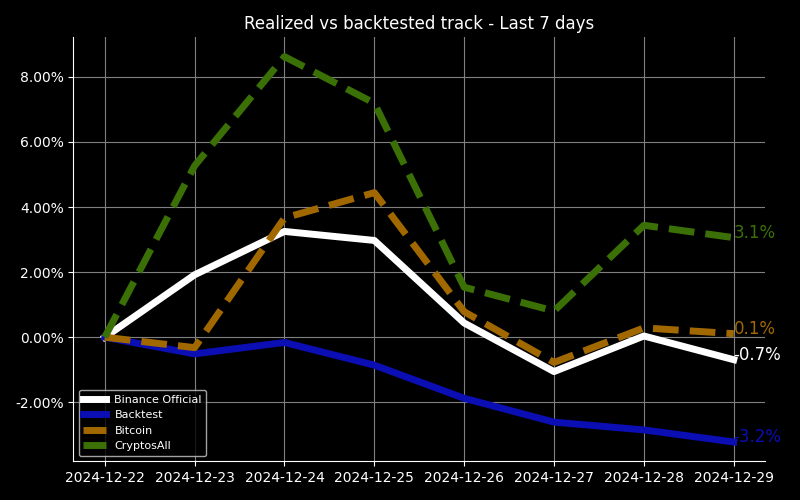 Realized vs backtested track - Last 7 days
8.00%
6.00%
4.00%
2.00%
0.00%
-2.00%
3.1%
0.1%
-0.7%
-3.2%
Binance Official
Backtest
Bitcoin
CryptosAll
2024-12-22 2024-12-23 2024-12-24 2024-12-25 2024-12-26 2024-12-27 2024-12-28 2024-12-29